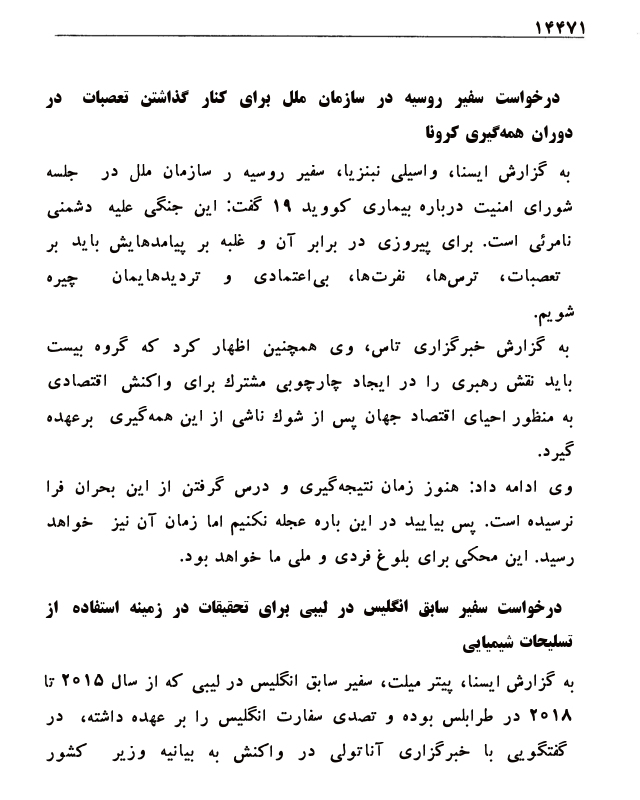 ۱۴۴۷۱
درخواست سفیر روسیه در سازمان ملل برای کنار گذاشتن تعصبات در
دوران همه‌گیری کرونا
به گزارش ایسنا، واسیلی نبنزیا، سفیر روسیه ر سازمان ملل در جلسه
شورای امنیت درباره بیماری کووید ۱۹ گفت: این جنگی علیه دشمنی
نامرئی است. برای پیروزی در برابر آن و غلبه بر پیامدهایش باید بر
تعصبات، ترس‌ها، نفرت‌ها، بی‌اعتمادی و تردیدهایمان چیره
شویم.
به گزارش خبرگزاری تاس، وی همچنین اظهار کرد که گروه بیست
باید نقش رهبری را در ایجاد چارچوبی مشترك برای واکنش اقتصادی
به منظور احیای اقتصاد جهان پس از شوك ناشی از این همه‌گیری برعهده
گیرد.
وی ادامه داد: هنوز زمان نتیجه‌گیری و درس گرفتن از این بحران فرا
نرسیده است. پس بیایید در این باره عجله نکنیم اما زمان آن نیز خواهد
رسید. این محکی برای بلوغ فردی و ملی ما خواهد بود.
درخواست سفیر سابق انگلیس در لیبی برای تحقیقات در زمینه استفاده از
تسلیحات شیمیایی
به گزارش ایسنا، پیتر میلت، سفیر سابق انگلیس در لیبی که از سال ۲۰۱۵ تا
۲۰۱۸ در طرابلس بوده و تصدی سفارت انگلیس را بر عهده داشته، در
گفتگویی با خبرگزاری آناتولی در واکنش به بیانیه وزیر کشور